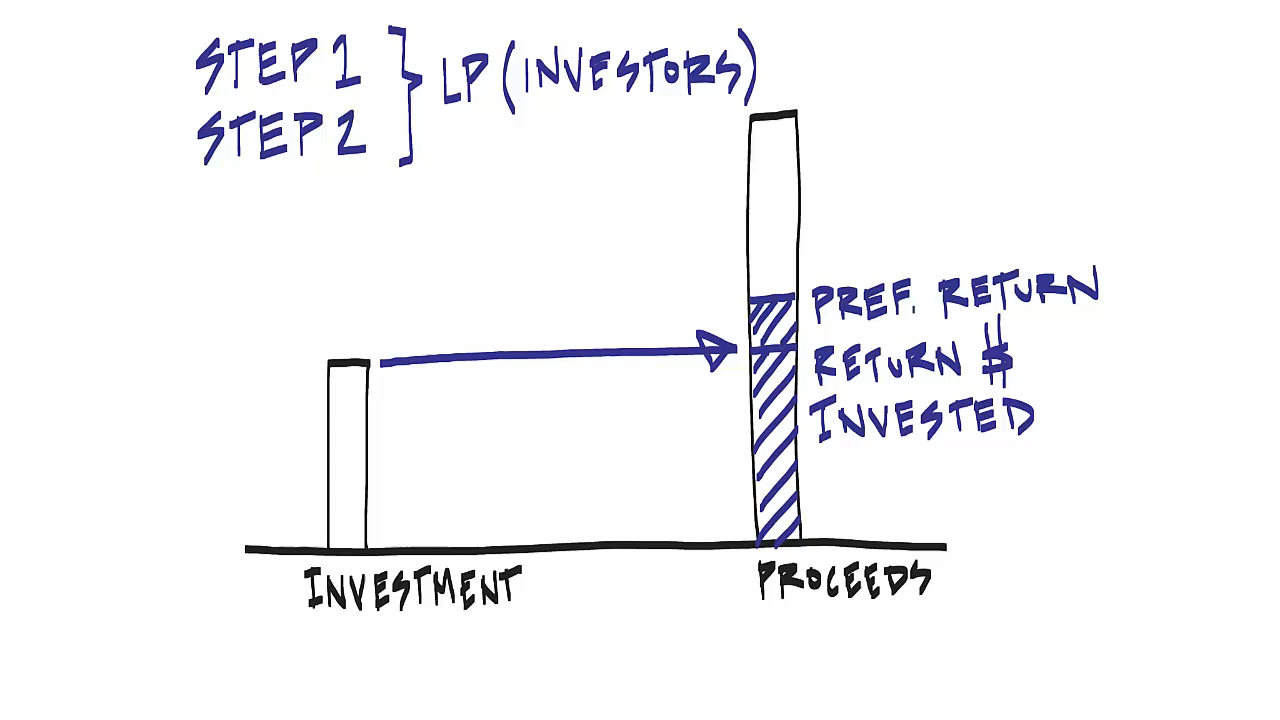 STEP 1
STEP 2
LP (INVESTORS)
PREF. RETURN
RETURN $
INVESTED
INVESTMENT
PROCEEDS